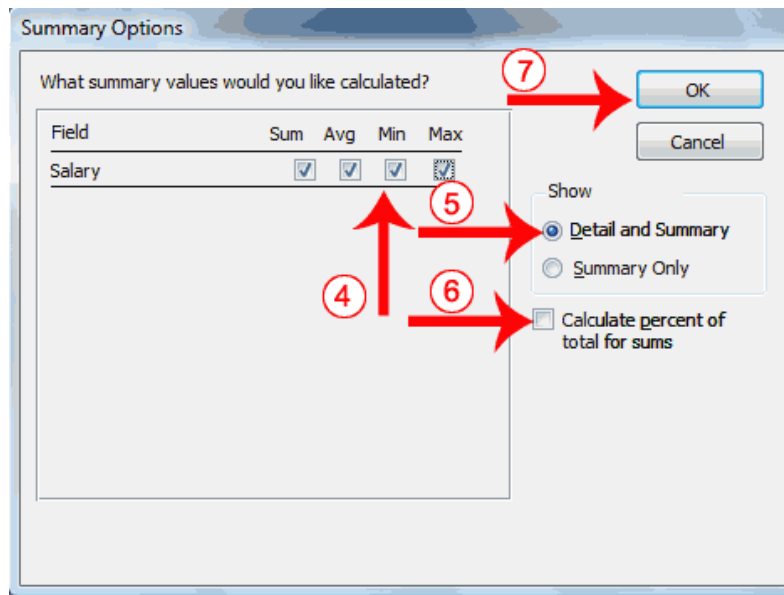 Summary Options
What summary values would you like calculated?
7
OK
Field Sum Avg Min Max
Cancel
Salary
Show
5
Detail and Summary
4
6
Summary Only
Calculate percent of
total for sums